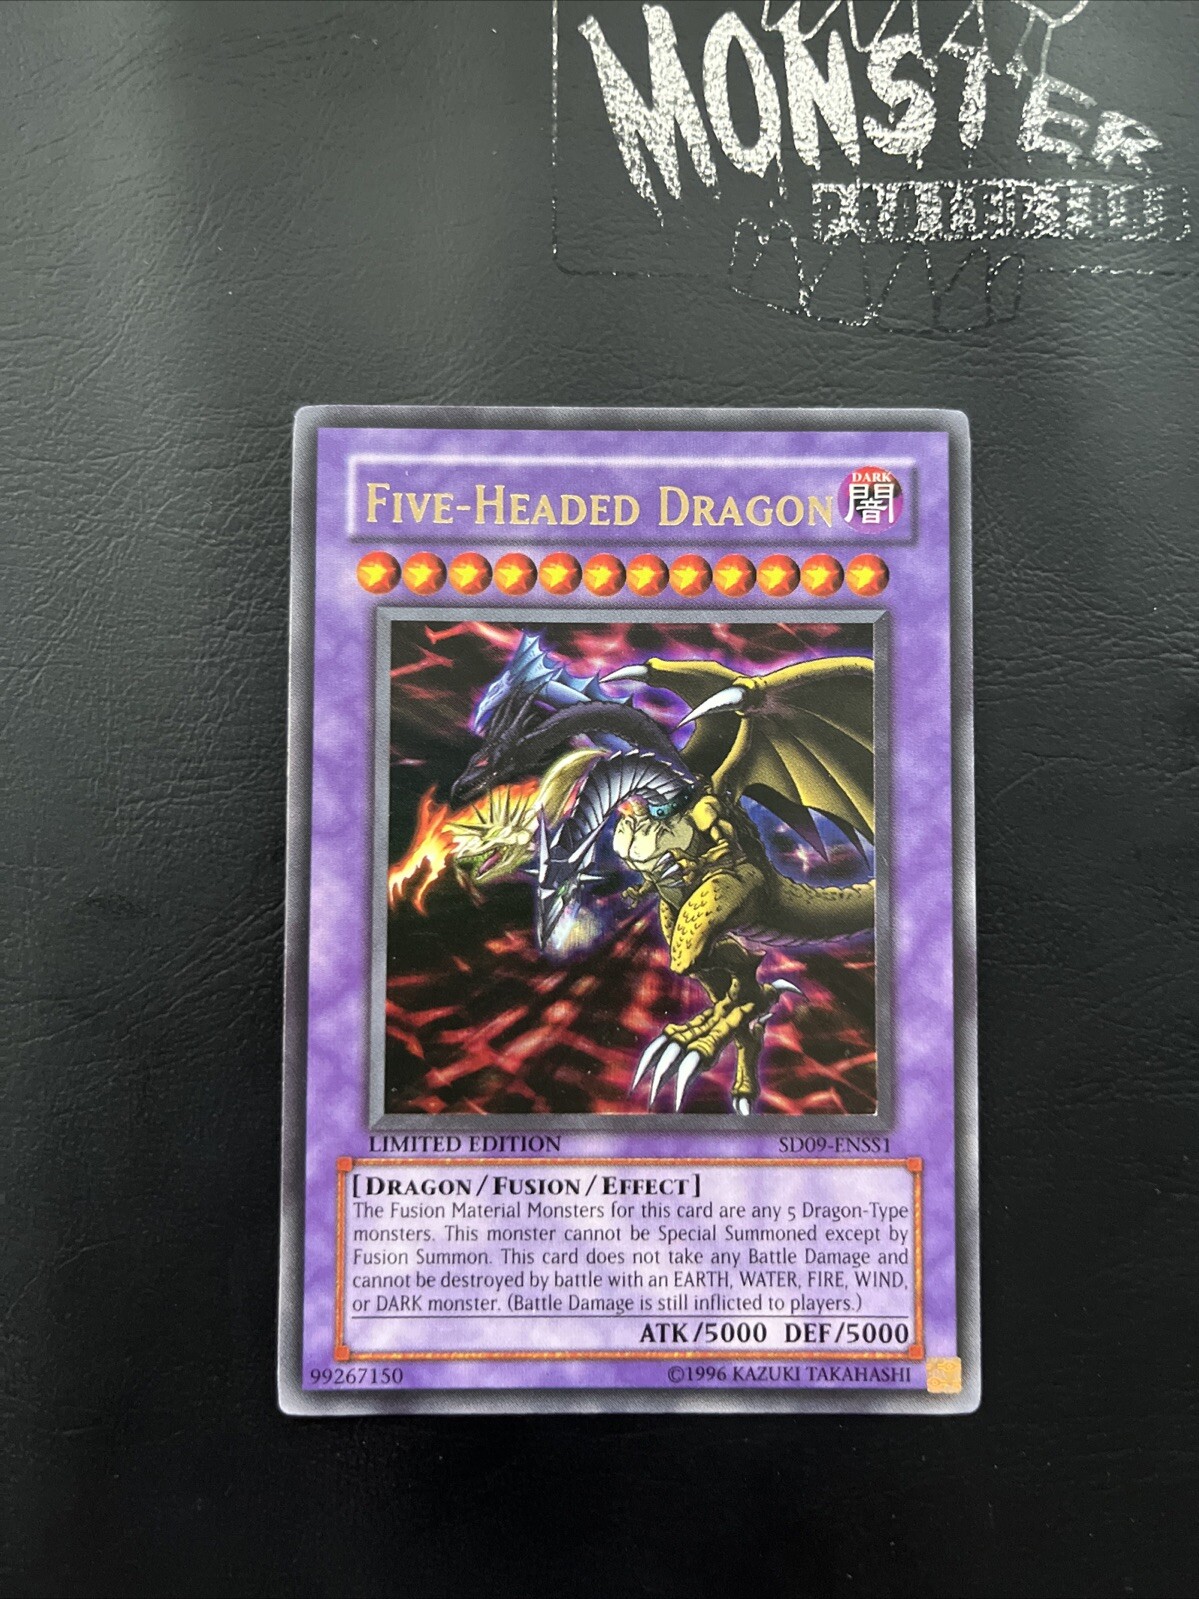 MONSTER
PROTECTORS
FIVE-HEADED DRAGON
DARK
闇
LIMITED EDITION
SD09-ENSS1
[DRAGON/FUSION/EFFECT]
The Fusion Material Monsters for this card are any 5 Dragon-Type
monsters. This monster cannot be Special Summoned except by
Fusion Summon. This card does not take any Battle Damage and
cannot be destroyed by battle with an EARTH, WATER, FIRE, WIND,
or DARK monster. (Battle Damage is still inflicted to players.)
ATK/5000 DEF/5000
99267150
©1996 KAZUKI TAKAHASHI